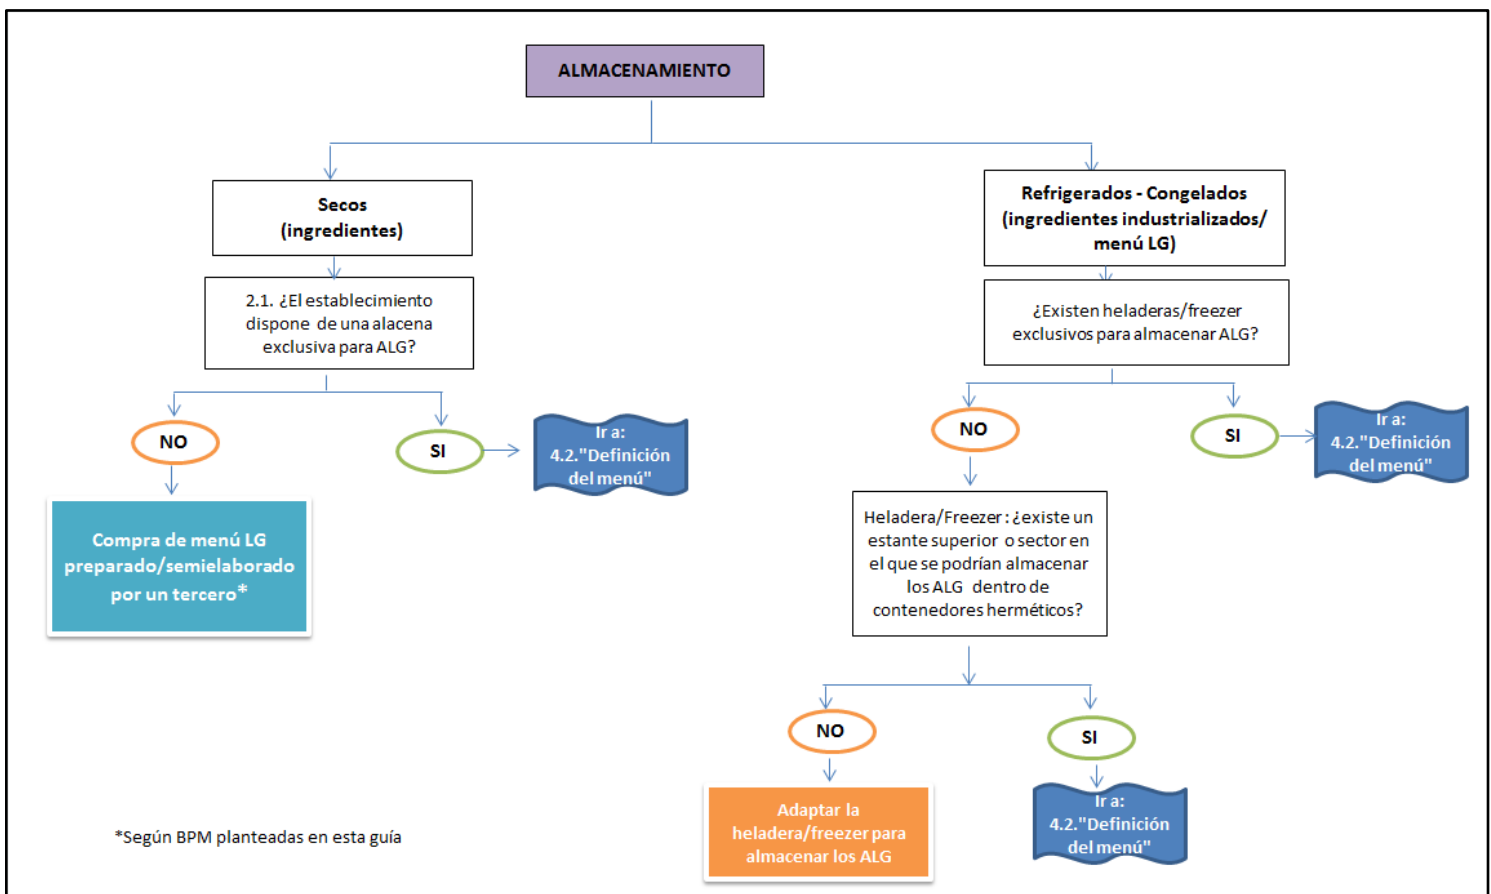 ALMACENAMIENTO
Secos
(ingredientes)
Refrigerados - Congelados
(ingredientes industrializados/
menú LG)
2.1. ¿El establecimiento
dispone de una alacena
exclusiva para ALG?
¿Existen heladeras/freezer
exclusivos para almacenar ALG?
NO
SI
Ir a:
4.2."Definición
del menú"
NO
SI
Ir a:
4.2."Definición
del menú"
Compra de menú LG
preparado/semielaborado
por un tercero*
Heladera/Freezer: ¿existe un
estante superior o sector en
el que se podrían almacenar
los ALG dentro de
contenedores herméticos?
NO
SI
Adaptar la
heladera/freezer para
almacenar los ALG
Ir a:
4.2."Definición
del menú"
*Según BPM planteadas en esta guía